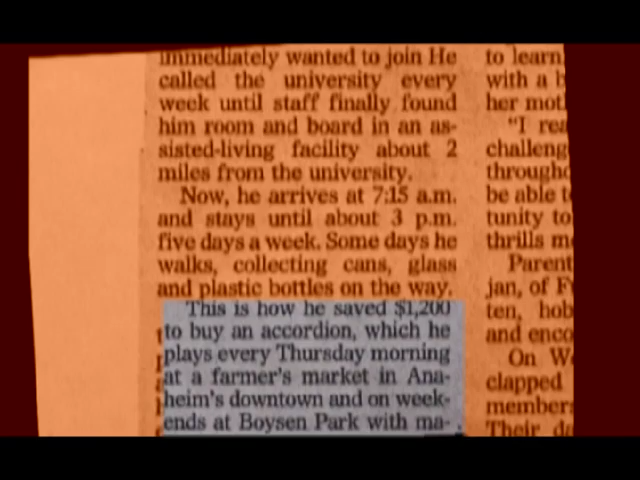 immediately wanted to join He
called the university every
week until staff finally found
him room and board in an as-
sisted-living facility about 2
miles from the university.
Now, he arrives at 7:15 a.m.
and stays until about 3 p.m.
five days a week. Some days he
walks, collecting cans, glass
and plastic bottles on the way.
This is how he saved $1,200
to buy an accordion, which he
plays every Thursday morning
at a farmer's market in Ana-
heim's downtown and on week-
ends at Boysen Park with ma-
to learn
with a
her
"I
challeng
through
be able
tunity to
thrills
Parent
jan, of
ten, hob
and enco
On
clapped
members
Their